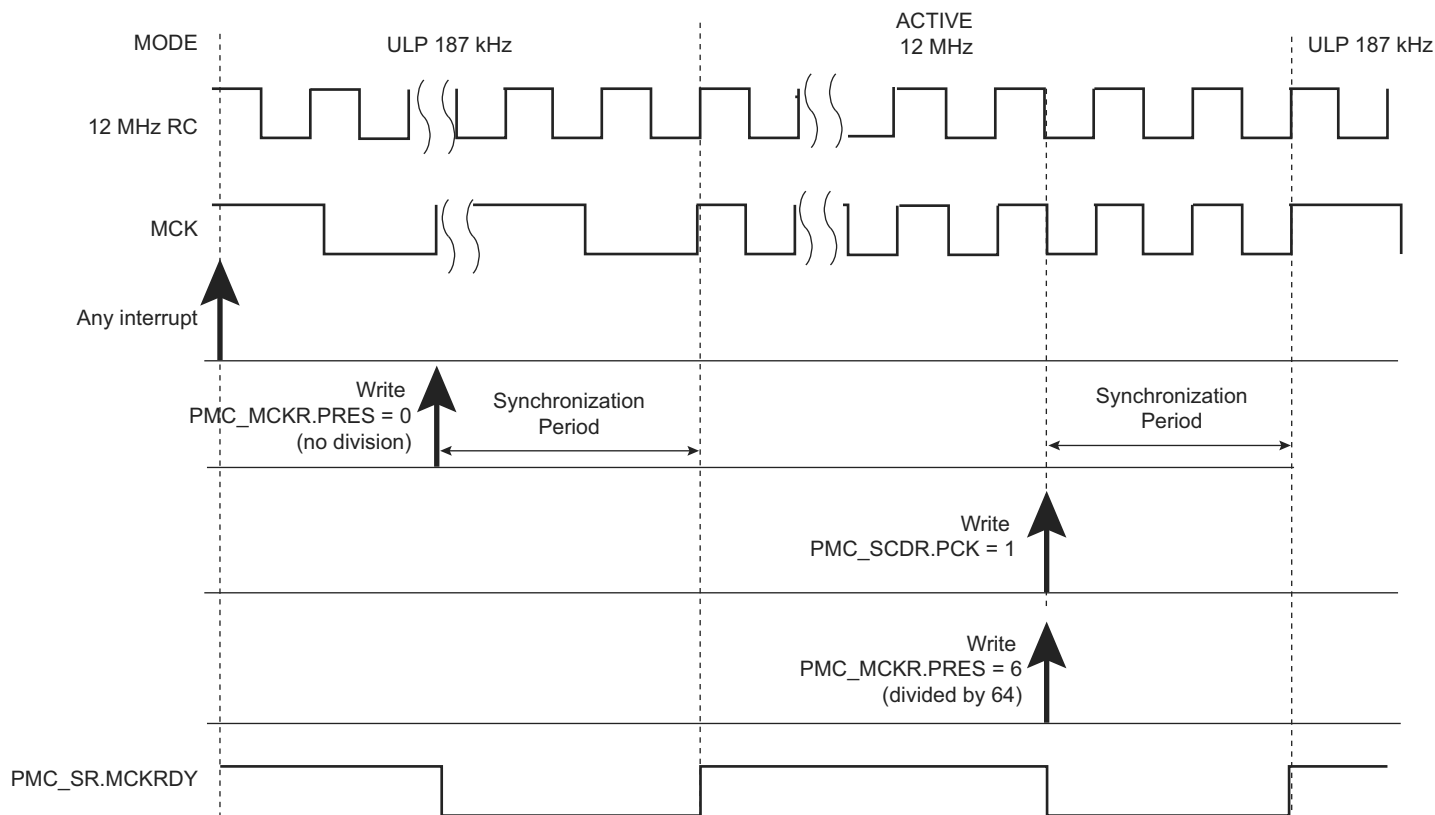 MODE
ULP 187 kHz
ACTIVE
12 MHz
ULP 187 kHz
12 MHz RC
MCK
Any interrupt
Write
PMC_MCKR.PRES = 0
(no division)
Synchronization
Period
Synchronization
Period
Write
PMC_SCDR.PCK = 1
Write
PMC_MCKR.PRES = 6
(divided by 64)
PMC_SR.MCKRDY